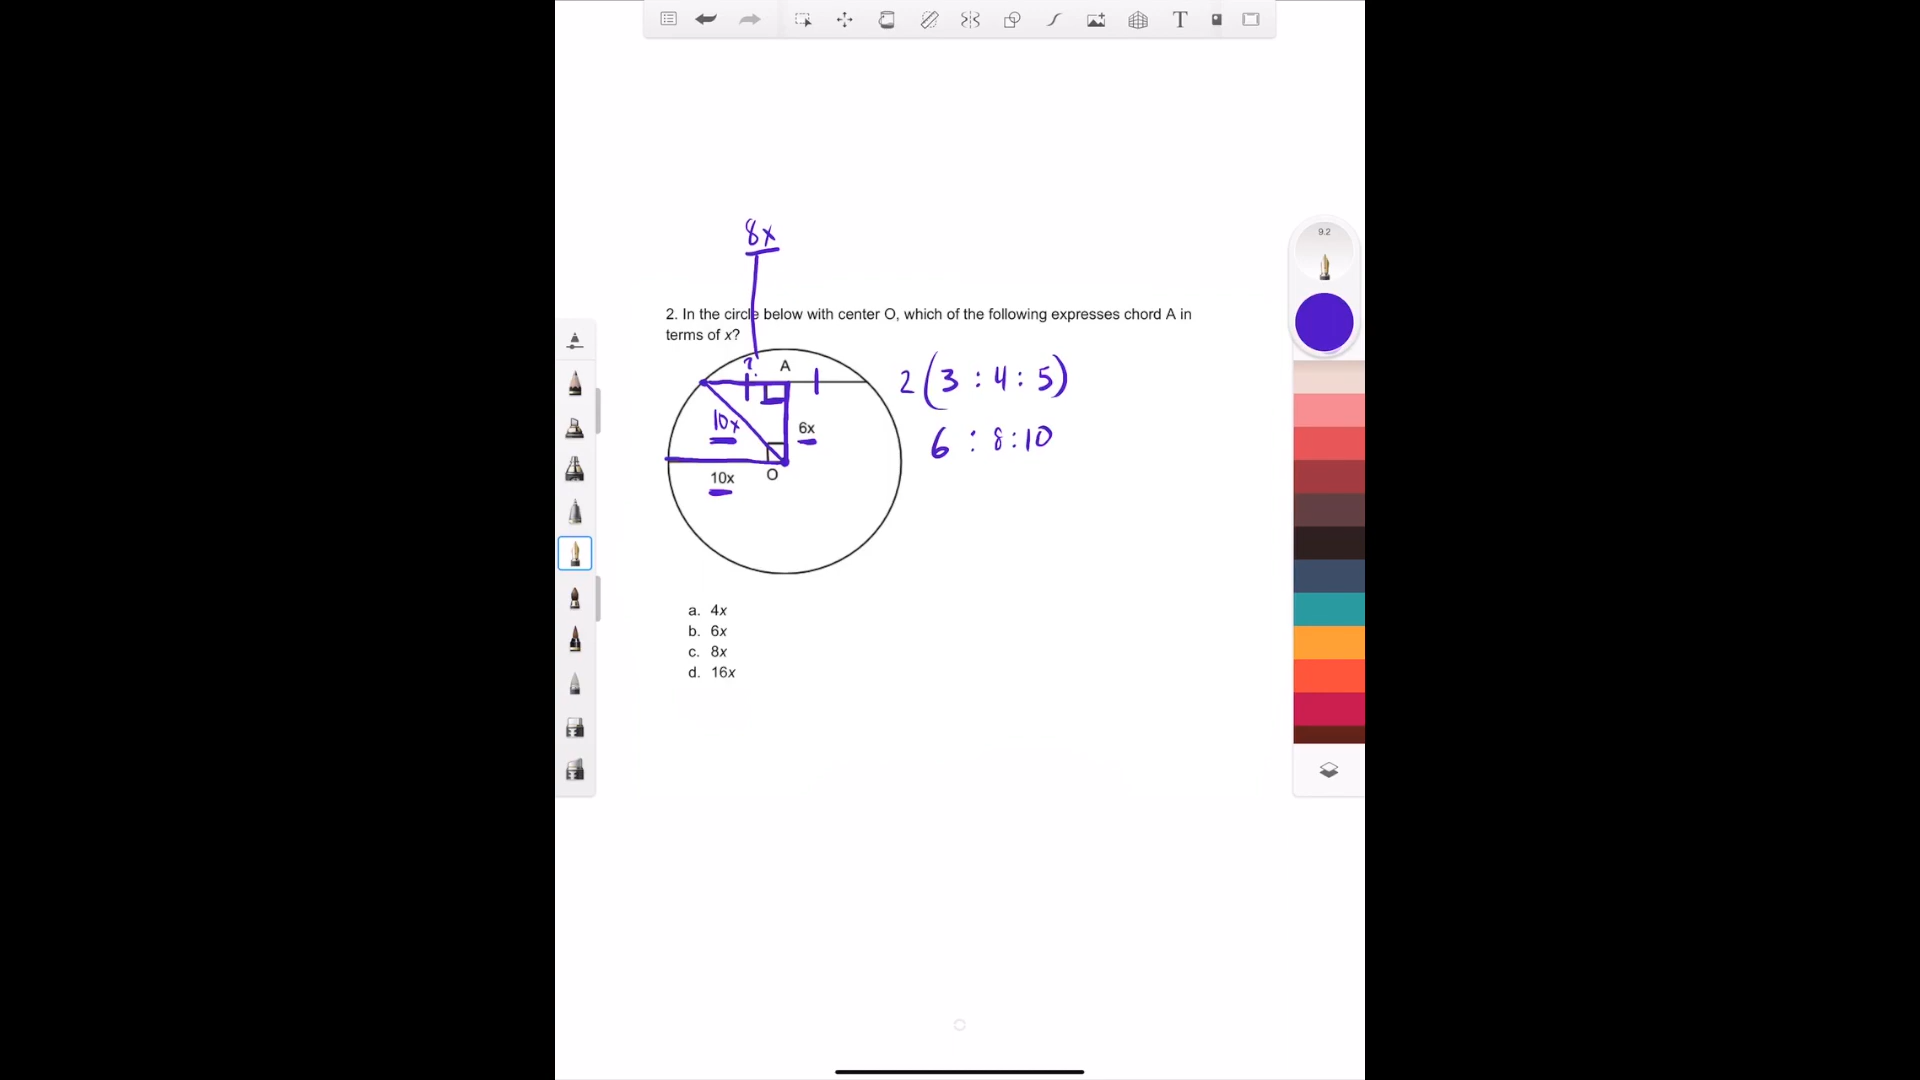 T
9.2
8x
2. In the circle below with center O, which of the following expresses chord A in
terms of x?
?
A
2(3 : 4 : 5)
10x
6x
6 : 8 : 10
10x
O
a. 4x
b. 6x
c. 8x
d. 16x